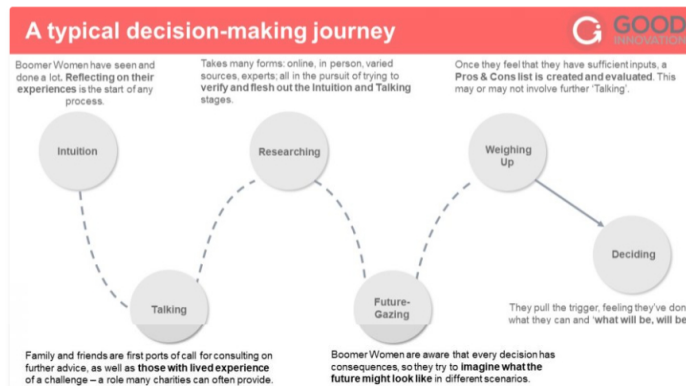 A typical decision-making journey
GOOD
INNOVATION
Boomer Women have seen and
done a lot. Reflecting on their
experiences is the start of any
process.
Takes many forms: online, in person, varied
sources, experts; all in the pursuit of trying to
verify and flesh out the Intuition and Talking
stages.
Once they feel that they have sufficient inputs, a
Pros & Cons list is created and evaluated. This
may or may not involve further ‘Talking’.
Intuition
Researching
Weighing
Up
Deciding
Talking
Future-
Gazing
They pull the trigger, feeling they’ve don
what they can and ‘what will be, will be
Family and friends are first ports of call for consulting on
further advice, as well as those with lived experience
of a challenge – a role many charities can often provide.
Boomer Women are aware that every decision has
consequences, so they try to imagine what the
future might look like in different scenarios.